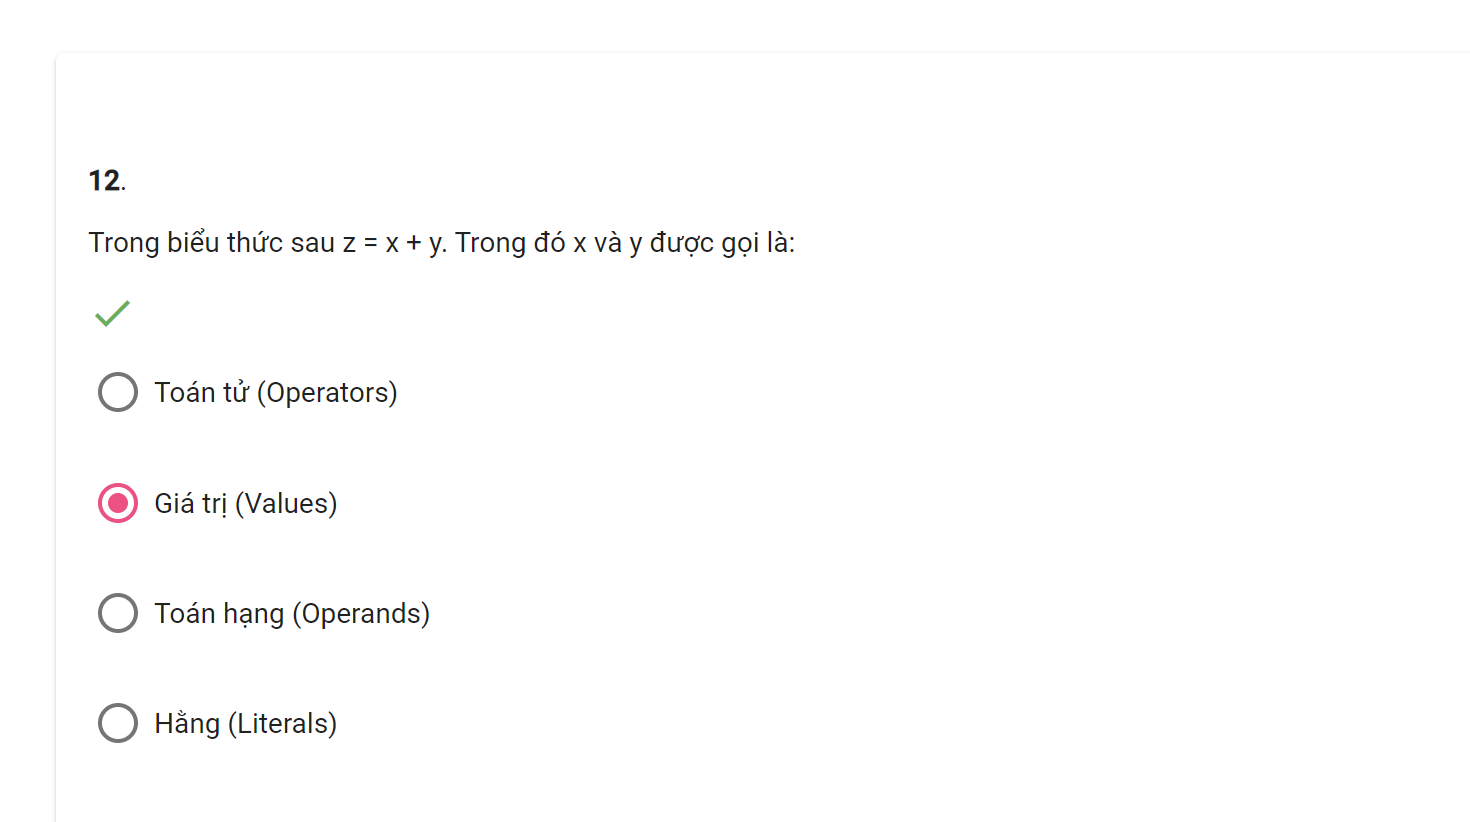 12.
Trong biểu thức sau z = x + y. Trong đó x và y được gọi là:
Toán tử (Operators)
Giá trị (Values)
Toán hạng (Operands)
Hằng (Literals)